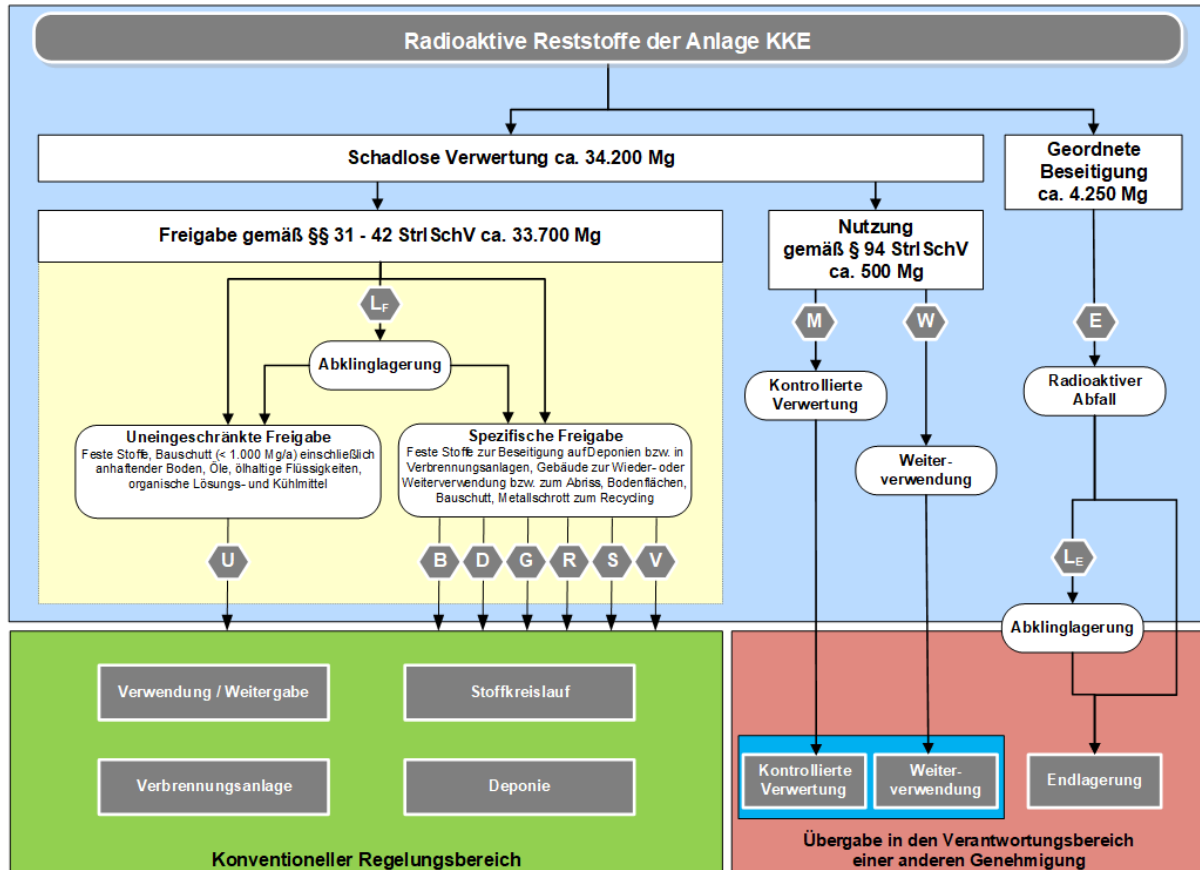 Radioaktive Reststoffe der Anlage KKE
Schadlose Verwertung ca. 34.200 Mg
Geordnete
Beseitigung
ca. 4.250 Mg
Freigabe gemäß §§ 31 - 42 StrlSchV ca. 33.700 Mg
Nutzung
gemäß § 94 StrlSchV
ca. 500 Mg
LF
M
W
E
Abklinglagerung
Kontrollierte
Verwertung
Radioaktiver
Abfall
Uneingeschränkte Freigabe
Feste Stoffe, Bauschutt (< 1.000 Mg/a) einschließlich
anhaftender Boden, Öle, ölhaltige Flüssigkeiten,
organische Lösungs- und Kühlmittel
Spezifische Freigabe
Feste Stoffe zur Beseitigung auf Deponien bzw. in
Verbrennungsanlagen, Gebäude zur Wieder- oder
Weiterverwendung bzw. zum Abriss, Bodenflächen,
Bauschutt, Metallschrott zum Recycling
Weiter-
verwendung
U
B
D
G
R
S
V
LE
Abklinglagerung
Verwendung / Weitergabe
Stoffkreislauf
Verbrennungsanlage
Deponie
Kontrollierte
Verwertung
Weiter-
verwendung
Endlagerung
Konventioneller Regelungsbereich
Übergabe in den Verantwortungsbereich
einer anderen Genehmigung